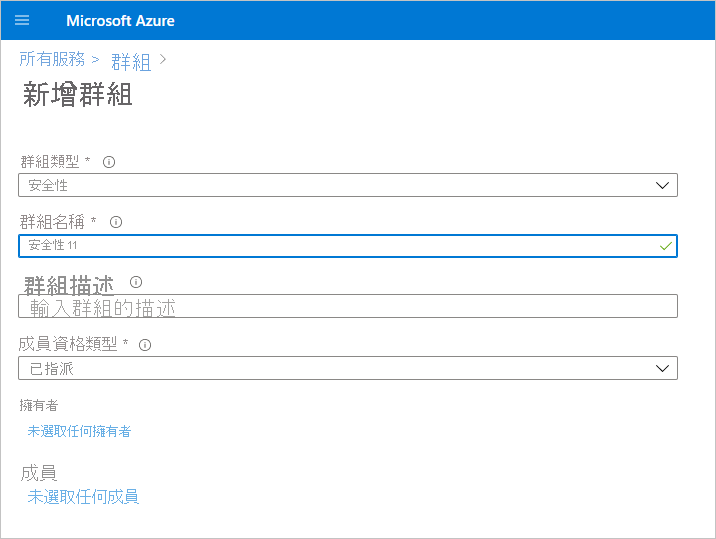 Microsoft Azure
所有服務 > 群組 >
新增群組
群組類型 *
安全性
群組名稱 *
安全性 11
群組描述
輸入群組的描述
成員資格類型 *
已指派
擁有者
未選取任何擁有者
成員
未選取任何成員